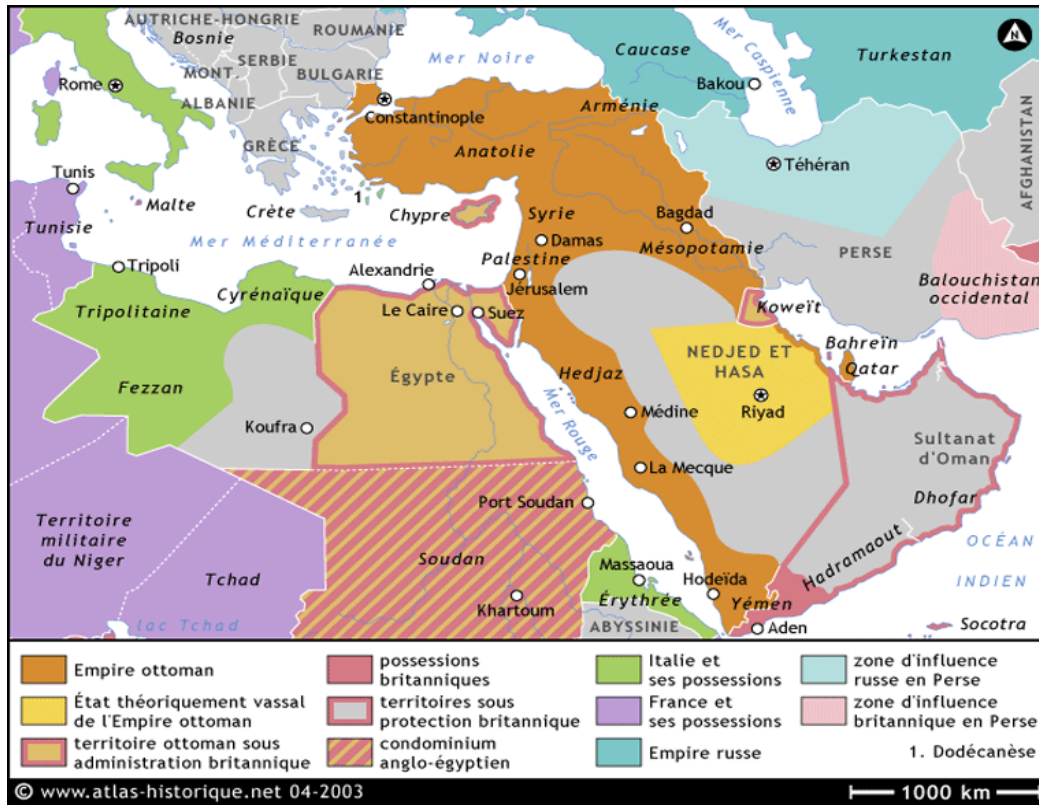 AUTRICHE-HONGRIE
Bosnie
ROUMANIE
SERBIE
MONT.
BULGARIE
ALBANIE
GRÈCE
Rome
Mer Noire
Caucase
Mer Caspienne
Turkestan
Bakou
Constantinople
Arménie
Anatolie
Téhéran
AFGHANISTAN
Tunis
Malte
Tunisie
Crète
1
Chypre
Syrie
Damas
Bagdad
Mésopotamie
PERSE
Mer Méditerranée
Palestine
Jérusalem
Balouchistan
occidental
Tripoli
Tripolitaine
Cyrénaïque
Alexandrie
Le Caire
Suez
Koweït
Bahreïn
Qatar
NEDJED ET
HASA
Riyad
Égypte
Hedjaz
Fezzan
Koufra
Mer Rouge
Médine
La Mecque
Sultanat
d'Oman
Dhofar
Hadramaout
Port Soudan
Territoire
militaire
du Niger
Tchad
Soudan
Khartoum
Massaoua
Érythrée
ABYSSINIE
Hodeïda
Yémen
Aden
OCÉAN
INDIEN
Socotra
lac Tchad
Empire ottoman
État théoriquement vassal
de l'Empire ottoman
territoire ottoman sous
administration britannique
possessions
britanniques
territoires sous
protection britannique
condominium
anglo-égyptien
Italie et
ses possessions
France et
ses possessions
Empire russe
zone d'influence
russe en Perse
zone d'influence
britannique en Perse
1. Dodécanèse
© www.atlas-historique.net 04-2003
1000 km